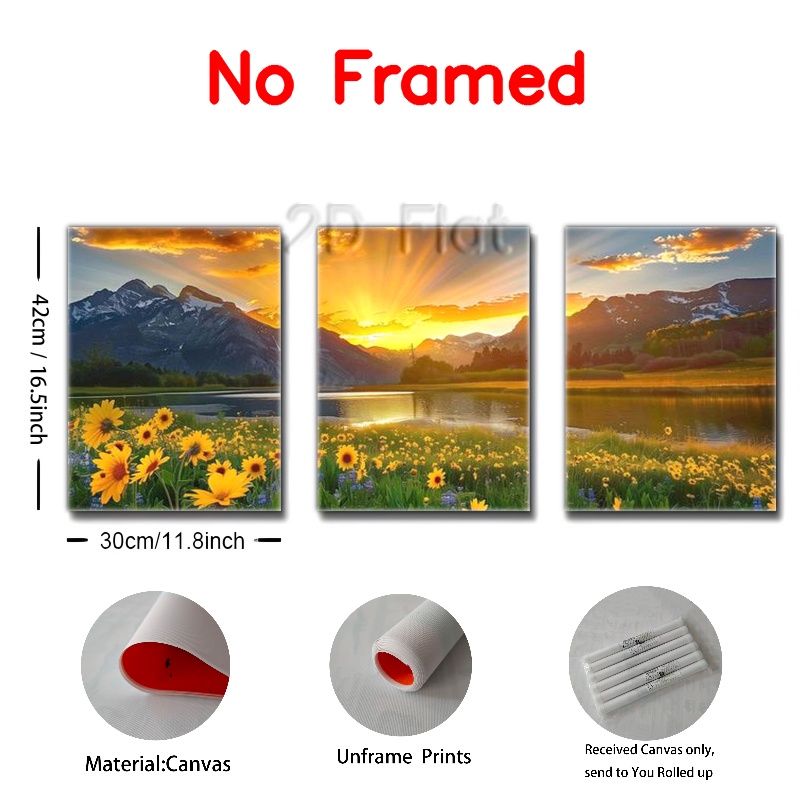 No Framed
2D Flat
42cm / 16.5inch
30cm/11.8inch
Material:Canvas
Unframe Prints
Received Canvas only,
send to You Rolled up